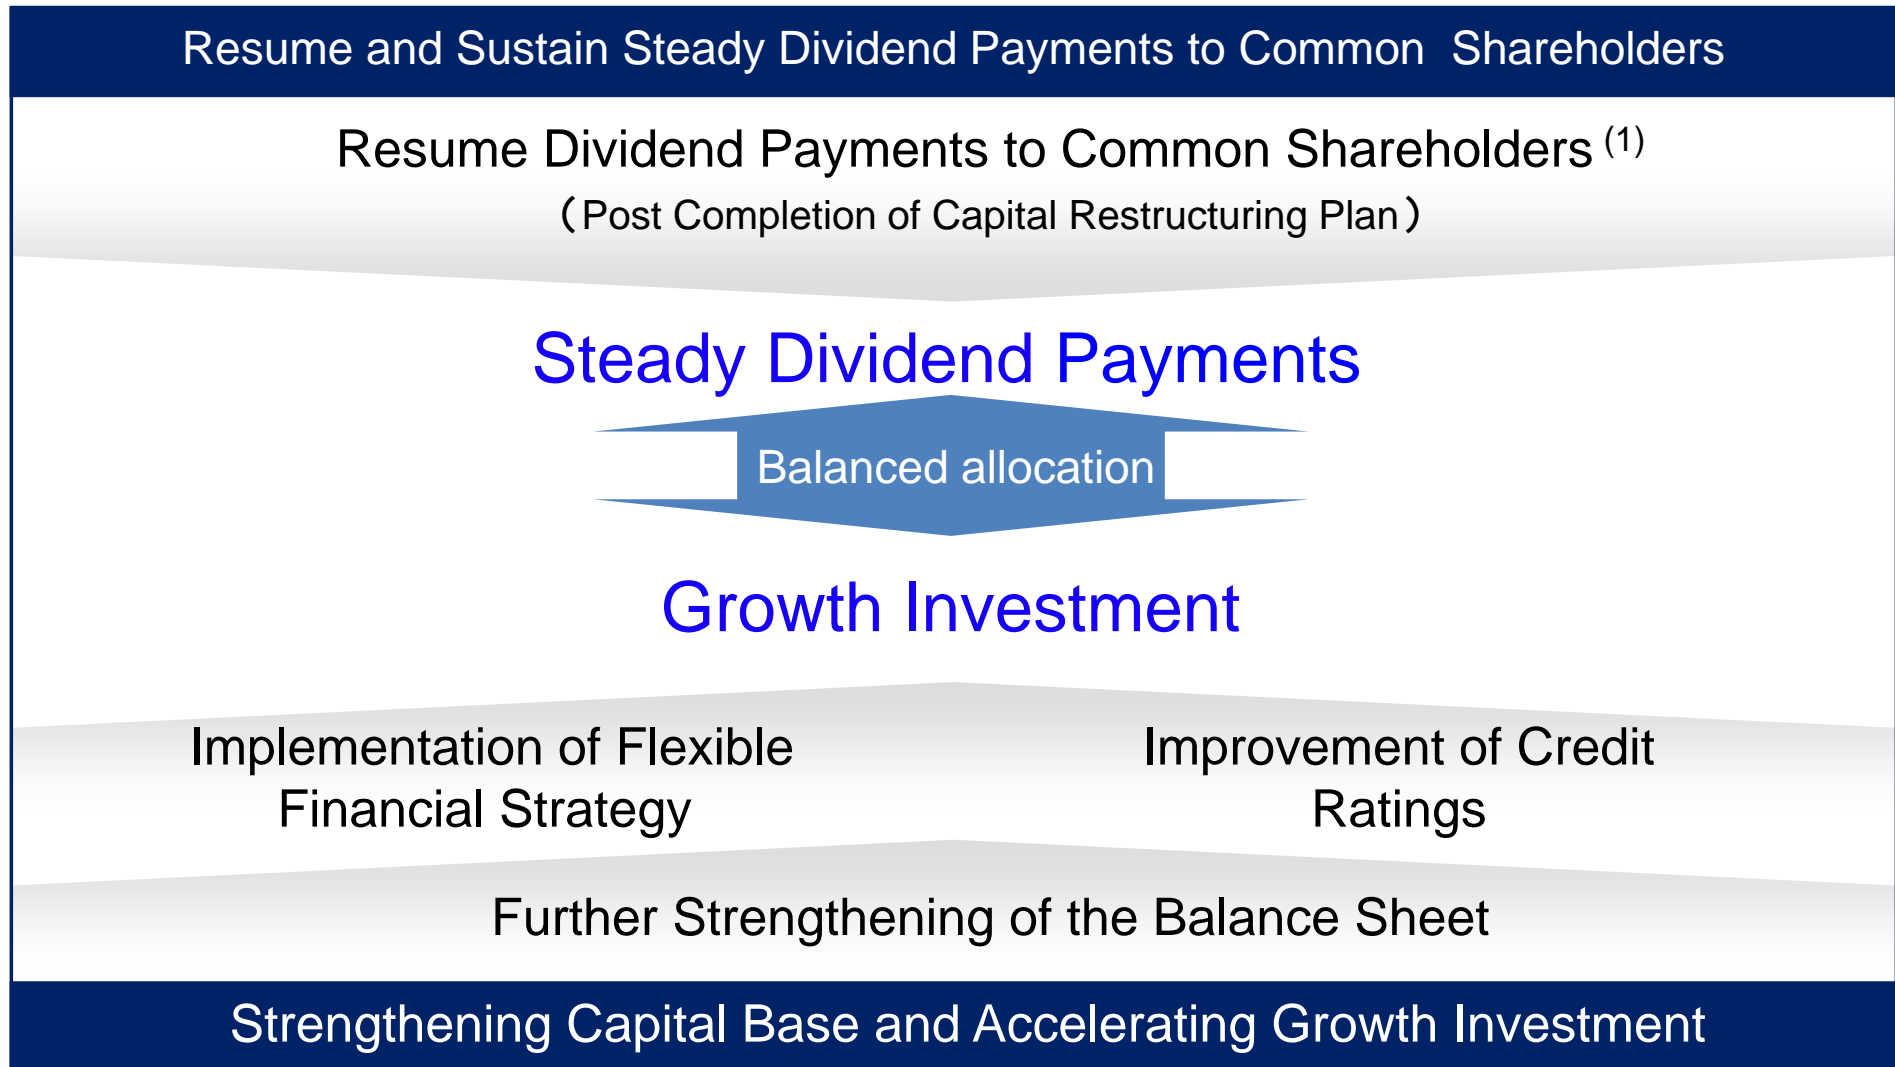 Resume and Sustain Steady Dividend Payments to Common  Shareholders
Resume Dividend Payments to Common Shareholders (1)
（Post Completion of Capital Restructuring Plan）
Steady Dividend Payments
Balanced allocation
Growth Investment
Implementation of Flexible
Financial Strategy
Improvement of Credit
Ratings
Further Strengthening of the Balance Sheet
Strengthening Capital Base and Accelerating Growth Investment